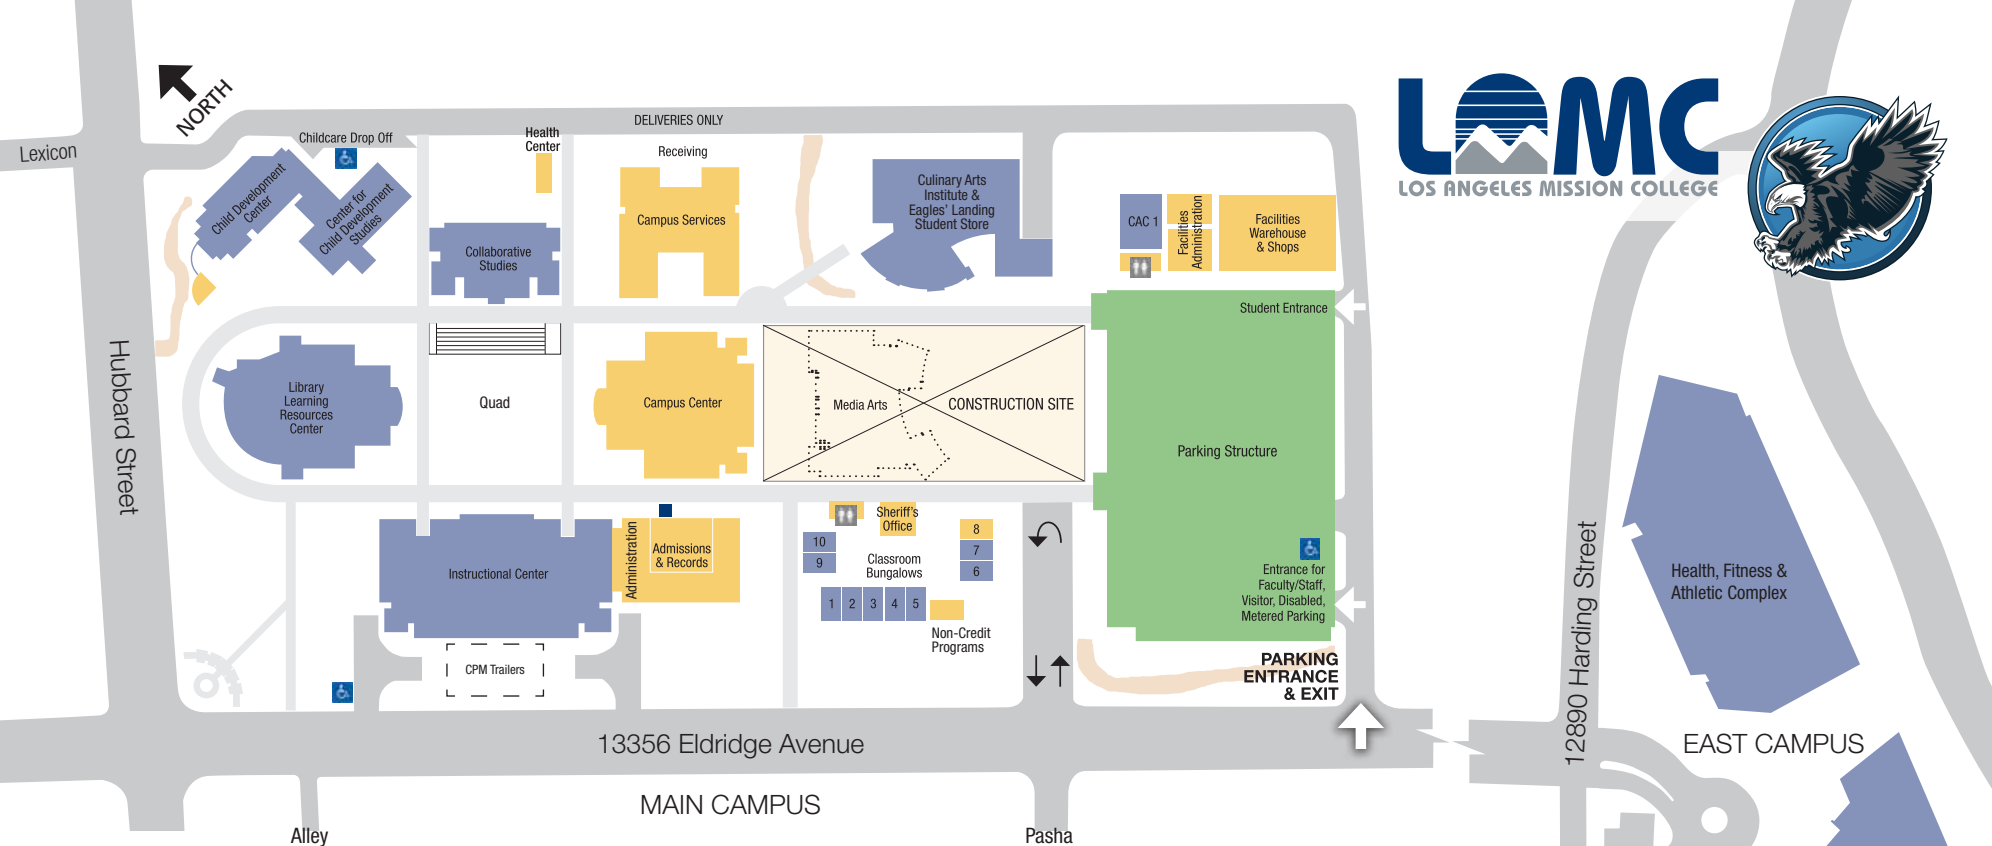 LAMC
LOS ANGELES MISSION COLLEGE
NORTH
Lexicon
Hubbard Street
Childcare Drop Off
DELIVERIES ONLY
Health
Center
Receiving
Child Development
Center
Center for
Child Development
Studies
Collaborative
Studies
Campus Services
Culinary Arts
Institute &
Eagles' Landing
Student Store
CAC 1
Facilities
Administration
Facilities
Warehouse
& Shops
Student Entrance
Library
Learning
Resources
Center
Quad
Campus Center
Media Arts
CONSTRUCTION SITE
Parking Structure
Instructional Center
Administration
Admissions
& Records
Sheriff's
Office
10
9
Classroom
Bungalows
8
7
6
1
2
3
4
5
Non-Credit
Programs
Entrance for
Faculty/Staff,
Visitor, Disabled,
Metered Parking
PARKING
ENTRANCE
& EXIT
CPM Trailers
13356 Eldridge Avenue
MAIN CAMPUS
Alley
Pasha
12890 Harding Street
Health, Fitness &
Athletic Complex
EAST CAMPUS